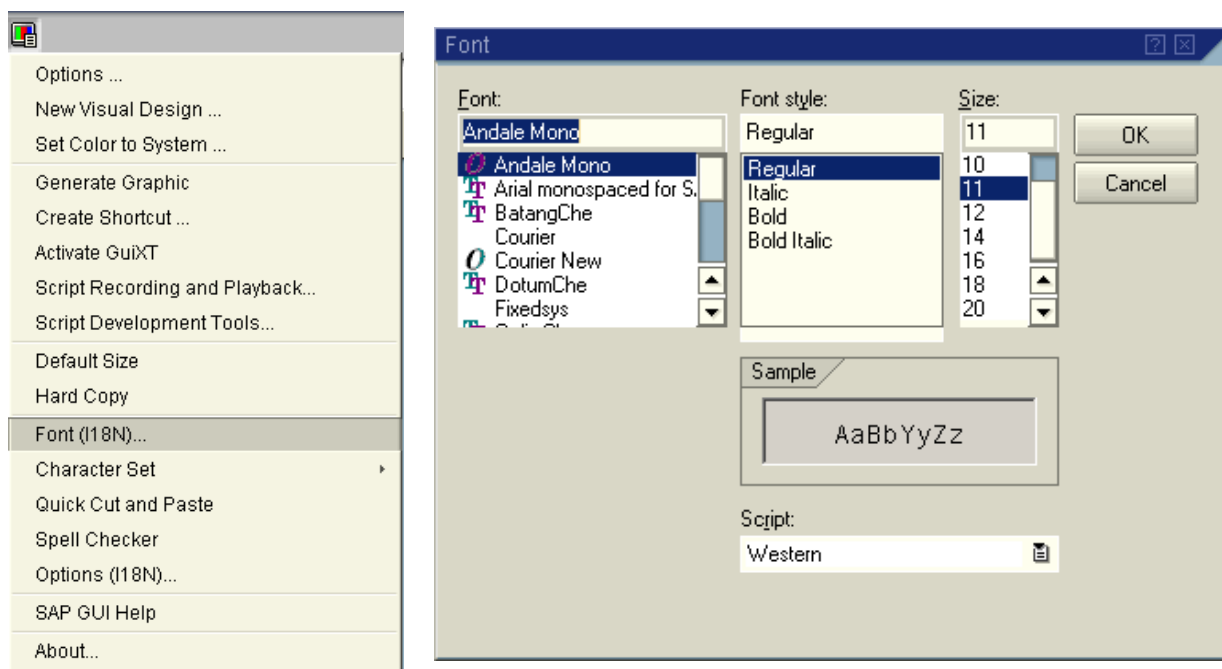 Options ...
New Visual Design ...
Set Color to System ...
Generate Graphic
Create Shortcut ...
Activate GuiXT
Script Recording and Playback...
Script Development Tools...
Default Size
Hard Copy
Font (I18N)...
Character Set
Quick Cut and Paste
Spell Checker
Options (I18N)...
SAP GUI Help
About...
Font
Font:
Andale Mono
Andale Mono
Arial monospaced for S.
BatangChe
Courier
Courier New
DotumChe
Fixedsys
Font style:
Regular
Regular
Italic
Bold
Bold Italic
Size:
11
10
11
12
14
16
18
20
OK
Cancel
Sample
AaBbYyZz
Script:
Western